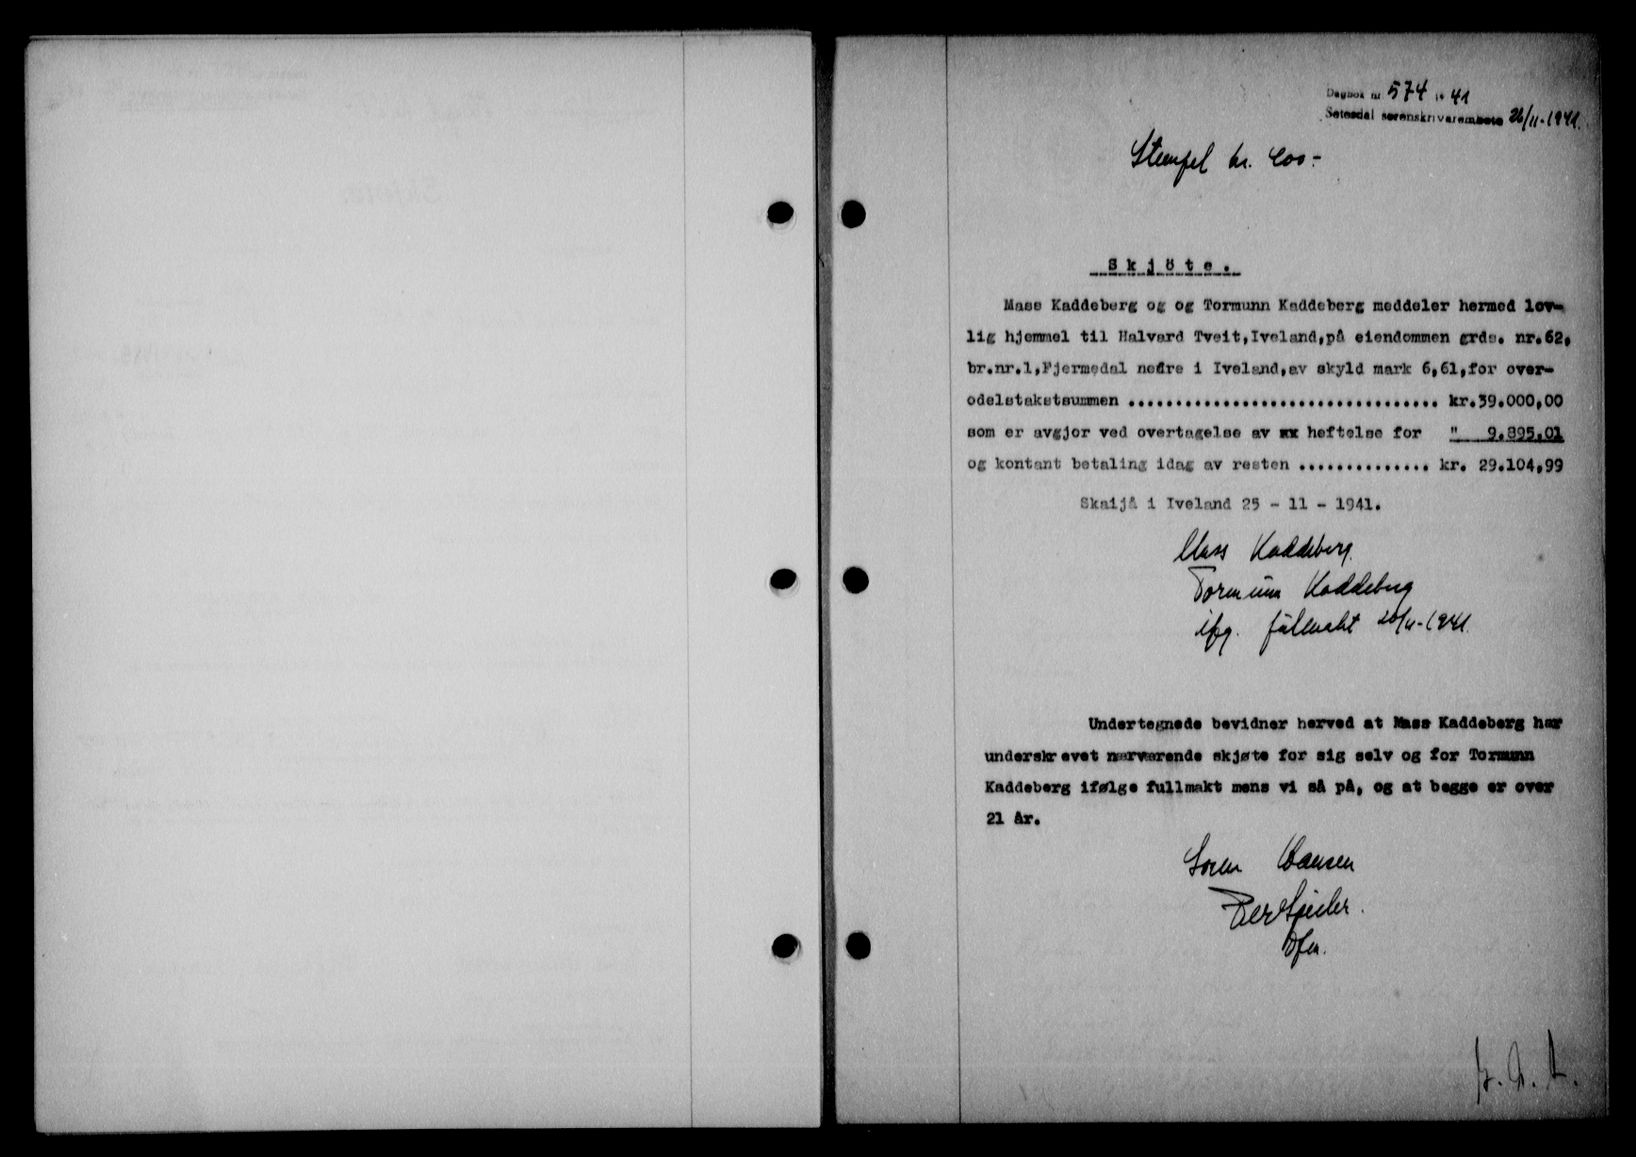 Dagbok nr 574 19 41
Setesdal sorenskriverembete 26/11-1941.
Stempel kr. 400.-
Skjöte.
Mass Kaddeberg og og Tormunn Kaddeberg meddeler hermed lov-
lig hjemmel til Halvard Tveit,Iveland,på eiendommen grds. nr.62,
br.nr.1,Fjermedal nedre i Iveland,av skyld mark 6,61,for over-
odelstakstsummen ................................. kr.39.000,00
som er avgjor ved overtagelse av xx heftelse for " 9.895,01
og kontant betaling idag av resten .............. kr. 29.104,99
Skaijå i Iveland 25 - 11 - 1941.
Mass Kaddeberg.
Tormunn Kaddeberg
ifg. fullmakt 20/11-1941.
Undertegnede bevidner herved at Mass Kaddeberg har
underskrevet nærværende skjøte for sig selv og for Tormunn
Kaddeberg ifølge fullmakt mens vi så på, og at begge er over
21 år.
Soren Hansen
Per